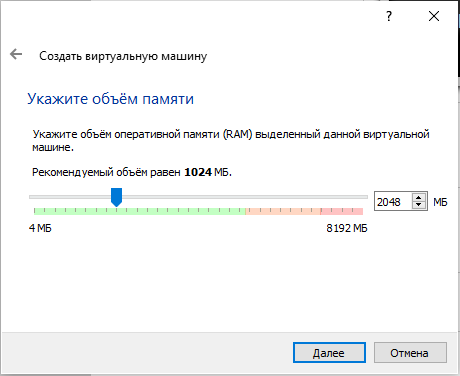 Создать виртуальную машину
Укажите объём памяти
Укажите объём оперативной памяти (RAM) выделенный данной виртуальной
машине.
Рекомендуемый объём равен 1024 МБ.
2048 МБ
4 МБ 8192 МБ
Далее Отмена